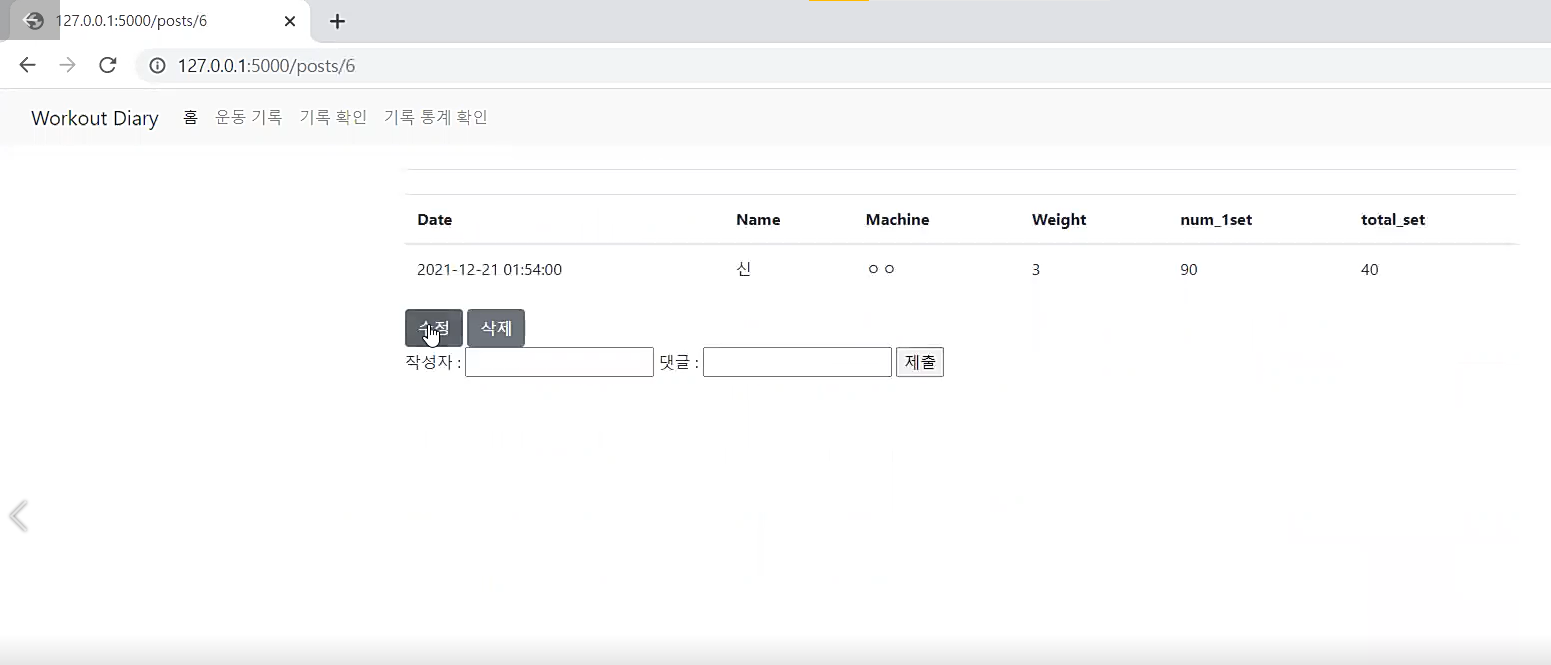 127.0.0.1:5000/posts/6
127.0.0.1:5000/posts/6
Workout Diary 홈 운동 기록 기록 확인 기록 통계 확인
Date Name Machine Weight num_1set total_set
2021-12-21 01:54:00 신 ㅇㅇ 3 90 40
수정 삭제
작성자 : 댓글 : 제출